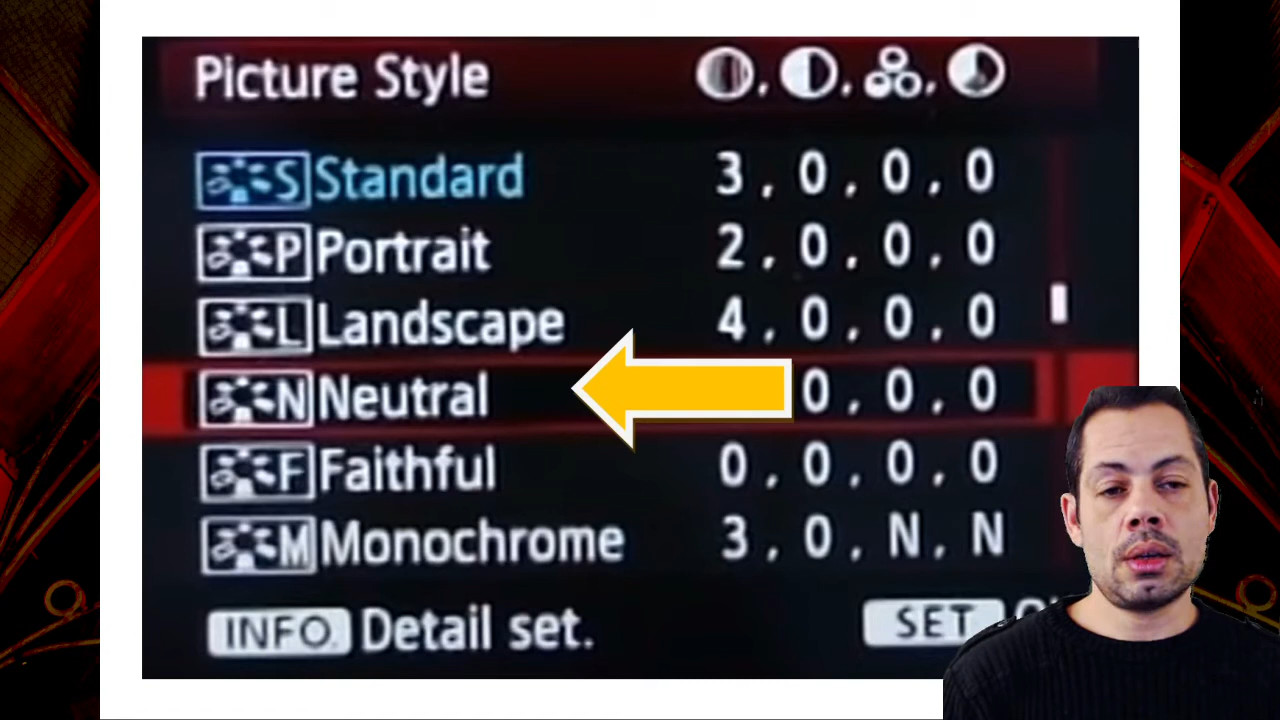 Picture Style
S Standard 3, 0, 0, 0
P Portrait 2, 0, 0, 0
L Landscape 4, 0, 0, 0
N Neutral 0, 0, 0
F Faithful 0, 0, 0, 0
M Monochrome 3, 0, N, N
INFO. Detail set. SET